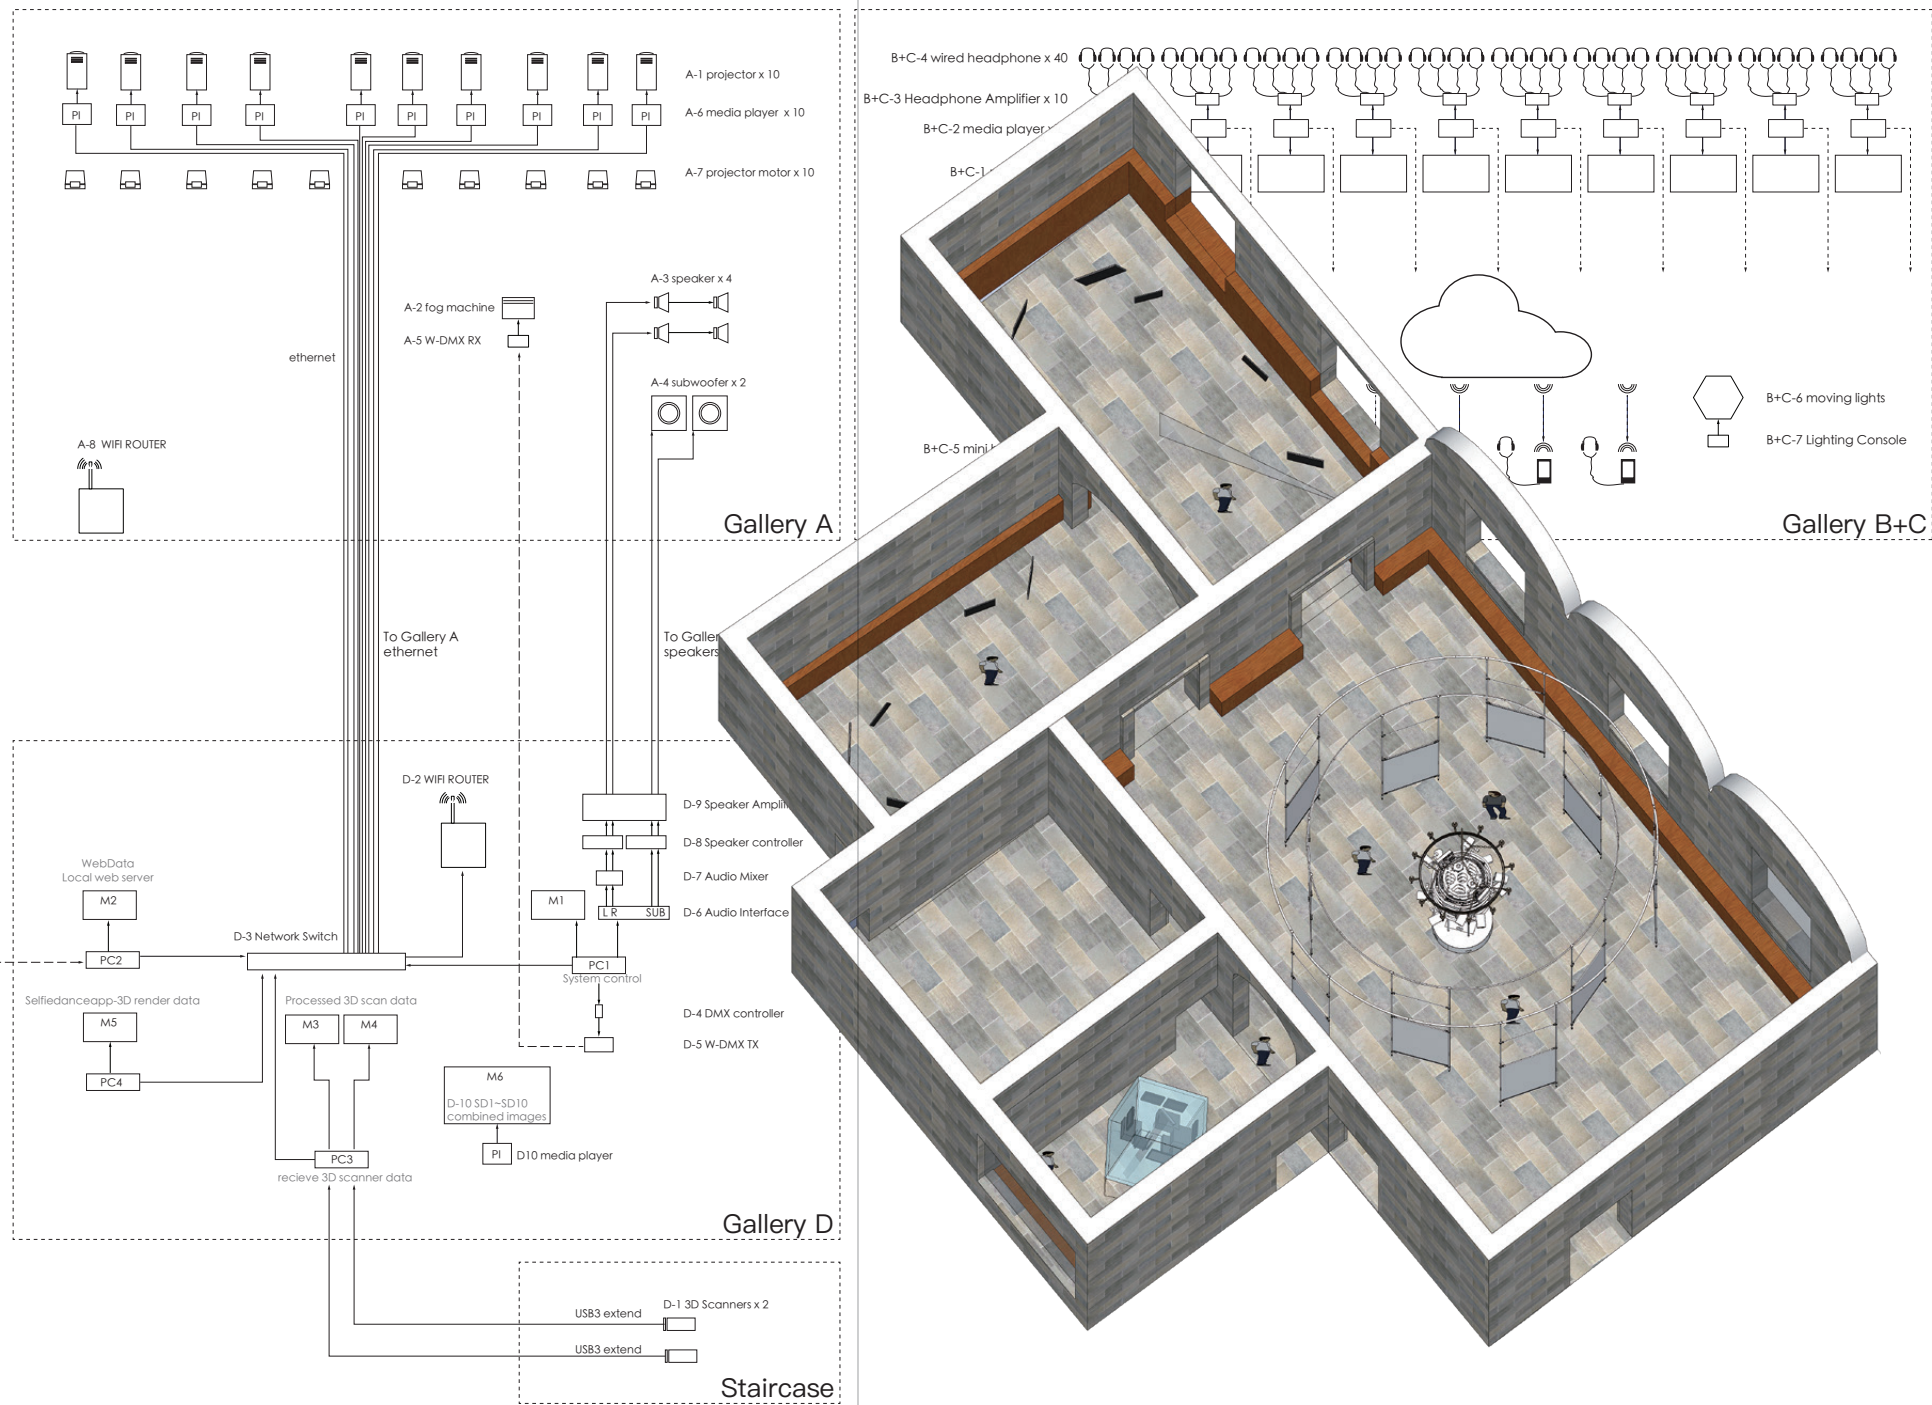 A-1 projector x 10
PI PI PI PI PI PI PI PI PI PI
A-6 media player x 10
A-7 projector motor x 10
A-3 speaker x 4
A-2 fog machine
A-5 W-DMX RX
ethernet
A-4 subwoofer x 2
A-8 WIFI ROUTER
Gallery A
B+C-4 wired headphone x 40
B+C-3 Headphone Amplifier x 10
B+C-2 media player
B+C-1
B+C-6 moving lights
B+C-7 Lighting Console
B+C-5 mini
Gallery B+C
To Gallery A
ethernet
To
speakers
D-2 WIFI ROUTER
D-9 Speaker
D-8 Speaker controller
D-7 Audio Mixer
L R SUB
D-6 Audio Interface
WebData
Local web server
M2
M1
D-3 Network Switch
PC2
PC1
System control
Selfiedanceapp-3D render data
M5
Processed 3D scan data
M3
M4
D-4 DMX controller
D-5 W-DMX TX
PC4
M6
D-10 SD1~SD10
combined images
PI
D10 media player
PC3
recieve 3D scanner data
Gallery D
D-1 3D Scanners x 2
USB3 extend
USB3 extend
Staircase